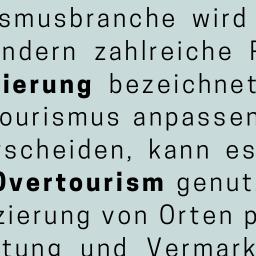 smusbranche wird
ndern zahlreiche
ierung bezeichnet
ourismus anpassen
scheiden, kann es
Overtourism genut
zierung von Orten p
tung und Vermark